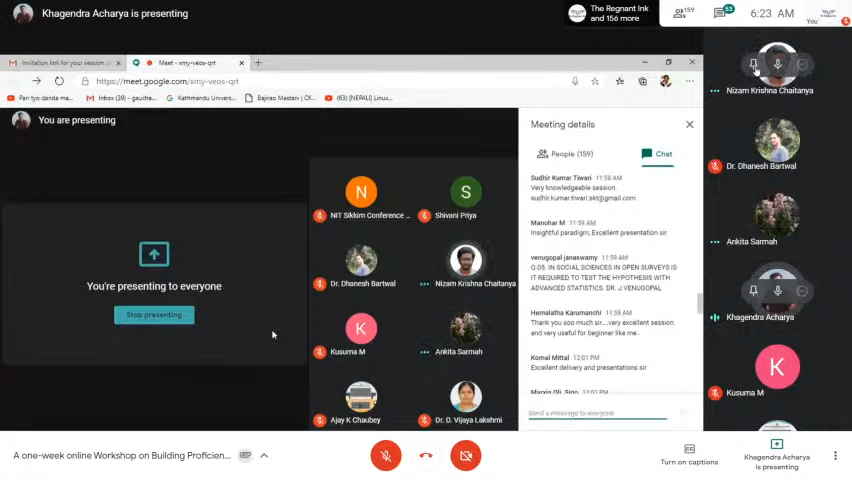 Khagendra Acharya is presenting
The Regnant Ink
and 156 more
159
53
6:23 AM
You
Invitation link for your session o
Meet - xmy-veos-qrt
https://meet.google.com/xmy-veos-qrt
Pari tyo danda ma...
Inbox (39) - gaucha...
Kathmandu Univers...
Bajirao Mastani | Of...
(63) [NEPALI] Linux...
You are presenting
You're presenting to everyone
Stop presenting
N
NIT Sikkim Conference ...
S
Shivani Priya
Dr. Dhanesh Bartwal
Nizam Krishna Chaitanya
K
Kusuma M
Ankita Sarmah
Ajay K Chaubey
Dr. D. Vijaya Lakshmi
Meeting details
People (159)
Chat
Sudhir Kumar Tiwari 11:58 AM
Very knowledgeable session,
sudhir.kumar.tiwari.skt@gmail.com
Manohar M 11:59 AM
Insightful paradigm; Excellent presentation sir
venugopal janaswamy 11:59 AM
Q.05. IN SOCIAL SCIENCES IN OPEN SURVEYS IS
IT REQUIRED TO TEST THE HYPOTHESIS WITH
ADVANCED STATISTICS. DR. J.VENUGOPAL
Hemalatha Karumanchi 11:59 AM
Thank you soo much sir....very excellent session
and very useful for beginner like me..
Komal Mittal 12:01 PM
Excellent delivery and presentations sir
12:01 PM
Send a message to everyone
Nizam Krishna Chaitanya
Dr. Dhanesh Bartwal
Ankita Sarmah
Khagendra Acharya
K
Kusuma M
A one-week online Workshop on Building Proficien...
Turn on captions
Khagendra Acharya
is presenting